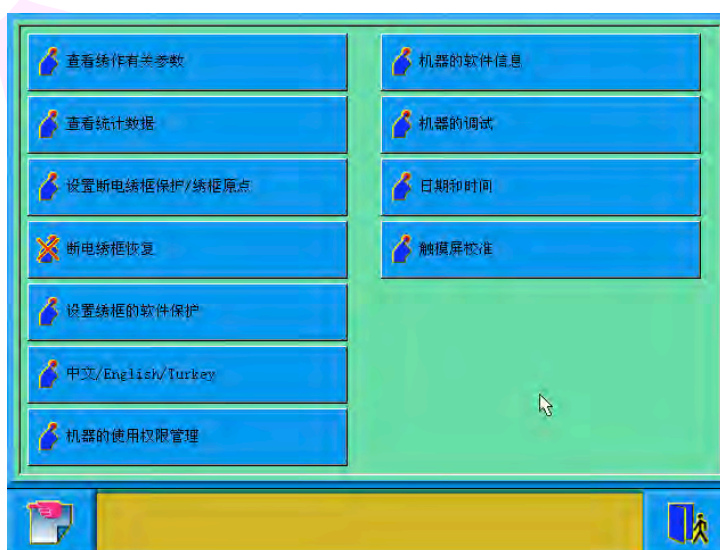 查看绣作有关参数
查看统计数据
设置断电绣框保护/绣框原点
断电绣框恢复
设置绣框的软件保护
中文/English/Turkey
机器的使用权限管理
机器的软件信息
机器的调试
日期和时间
触摸屏校准